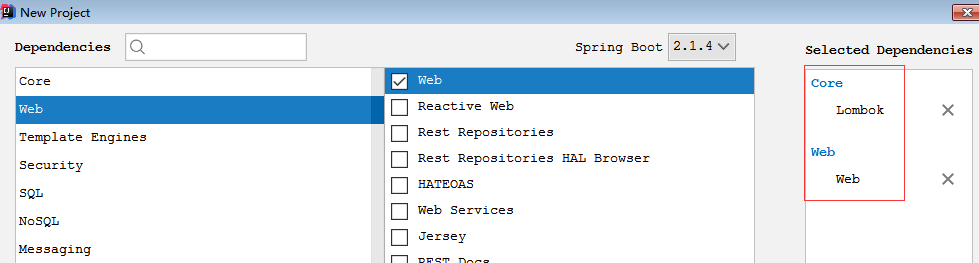 New Project
Dependencies
Spring Boot 2.1.4
Selected Dependencies
Core
Web
Template Engines
Security
SQL
NoSQL
Messaging
Web
Reactive Web
Rest Repositories
Rest Repositories HAL Browser
HATEOAS
Web Services
Jersey
REST Docs
Core
Lombok
Web
Web